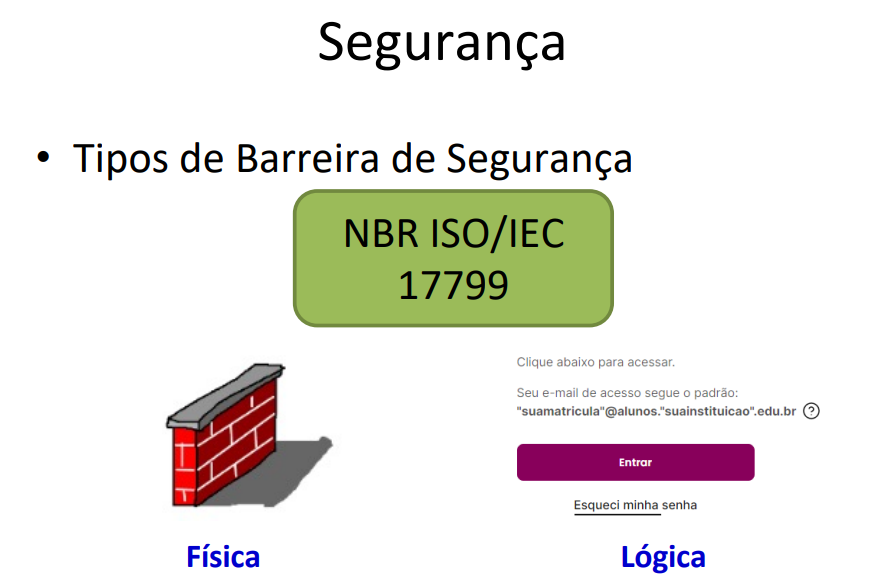 Segurança
• Tipos de Barreira de Segurança
NBR ISO/IEC
17799
Clique abaixo para acessar.
Seu e-mail de acesso segue o padrão:
"suamatricula"@alunos."suainstituicao".edu.br ?
Entrar
Esqueci minha senha
Física
Lógica